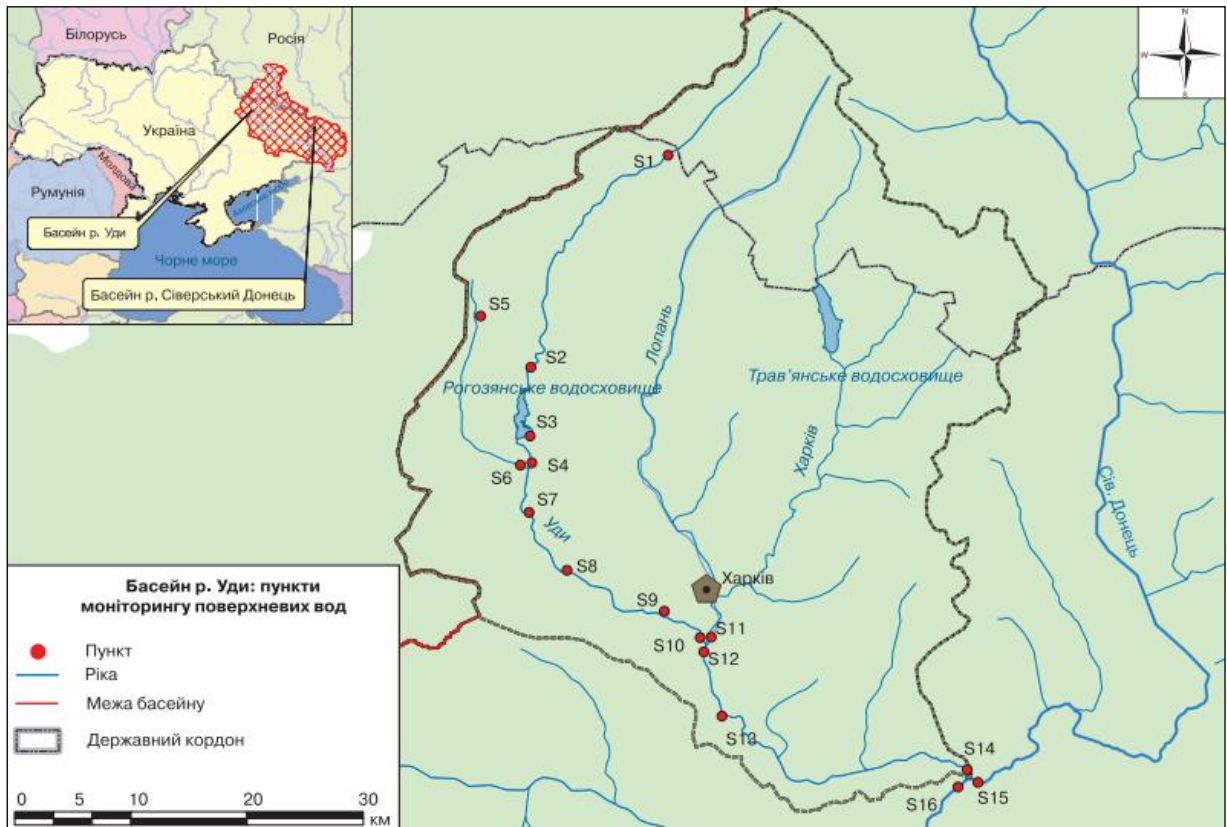 Білорусь
Росія
Україна
Молдова
Румунія
Басейн р. Уди
Чорне море
Басейн р. Сіверський Донець
N
W
E
S
S1
S5
S2
Лопань
Рогозянське водосховище
Трав'янське водосховище
S3
S4
S6
S7
Уди
Харків
Сів. Донець
S8
Харків
S9
S10
S11
S12
S13
S14
S15
S16
Басейн р. Уди: пункти
моніторингу поверхневих вод
Пункт
Ріка
Межа басейну
Державний кордон
0 5 10 20 30
км